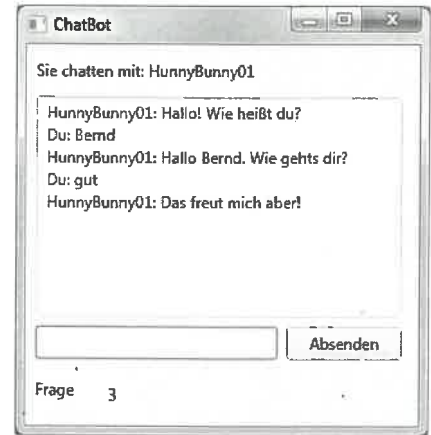 ChatBot
Sie chatten mit: HunnyBunny01
HunnyBunny01: Hallo! Wie heißt du?
Du: Bernd
HunnyBunny01: Hallo Bernd. Wie gehts dir?
Du: gut
HunnyBunny01: Das freut mich aber!
Absenden
Frage 3